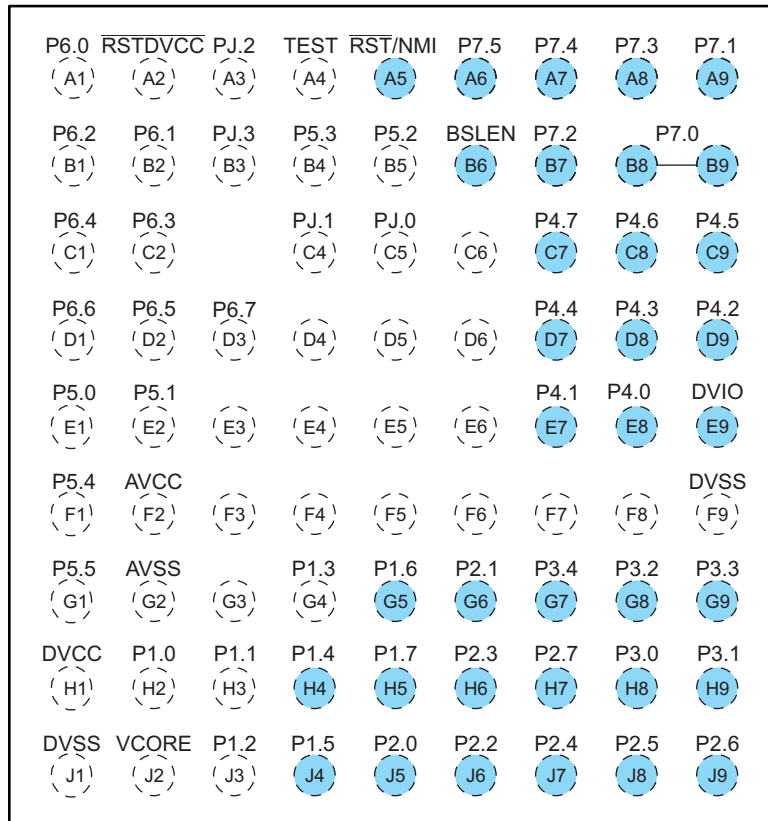 P6.0 RSTDVCC PJ.2 TEST RST/NMI P7.5 P7.4 P7.3 P7.1
A1 A2 A3 A4 A5 A6 A7 A8 A9
P6.2 P6.1 PJ.3 P5.3 P5.2 BSLEN P7.2 P7.0
B1 B2 B3 B4 B5 B6 B7 B8 B9
P6.4 P6.3 PJ.1 PJ.0 P4.7 P4.6 P4.5
C1 C2 C4 C5 C6 C7 C8 C9
P6.6 P6.5 P6.7 P4.4 P4.3 P4.2
D1 D2 D3 D4 D5 D6 D7 D8 D9
P5.0 P5.1 P4.1 P4.0 DVIO
E1 E2 E3 E4 E5 E6 E7 E8 E9
P5.4 AVCC DVSS
F1 F2 F3 F4 F5 F6 F7 F8 F9
P5.5 AVSS P1.3 P1.6 P2.1 P3.4 P3.2 P3.3
G1 G2 G3 G4 G5 G6 G7 G8 G9
DVCC P1.0 P1.1 P1.4 P1.7 P2.3 P2.7 P3.0 P3.1
H1 H2 H3 H4 H5 H6 H7 H8 H9
DVSS VCORE P1.2 P1.5 P2.0 P2.2 P2.4 P2.5 P2.6
J1 J2 J3 J4 J5 J6 J7 J8 J9